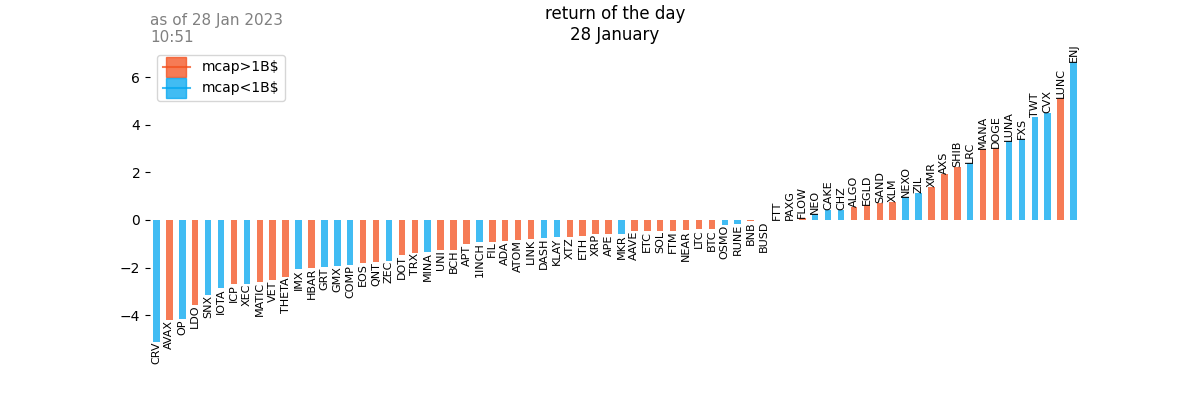 as of 28 Jan 2023
10:51
return of the day
28 January
mcap>1B$
mcap<1B$
6
4
2
0
−2
−4
CRV
AVAX
OP
LDO
SNX
IOTA
ICP
XEC
MATIC
VET
THETA
IMX
HBAR
GRT
GMX
COMP
EOS
QNT
ZEC
DOT
TRX
MINA
UNI
BCH
APT
1INCH
FIL
ADA
ATOM
LINK
DASH
KLAY
XTZ
ETH
XRP
APE
MKR
AAVE
ETC
SOL
FTM
NEAR
LTC
BTC
OSMO
RUNE
BNB
BUSD
FTT
PAXG
FLOW
NEO
CAKE
CHZ
ALGO
EGLD
SAND
XLM
NEXO
ZIL
XMR
AXS
SHIB
LRC
MANA
DOGE
LUNA
FXS
TWT
CVX
LUNC
ENJ